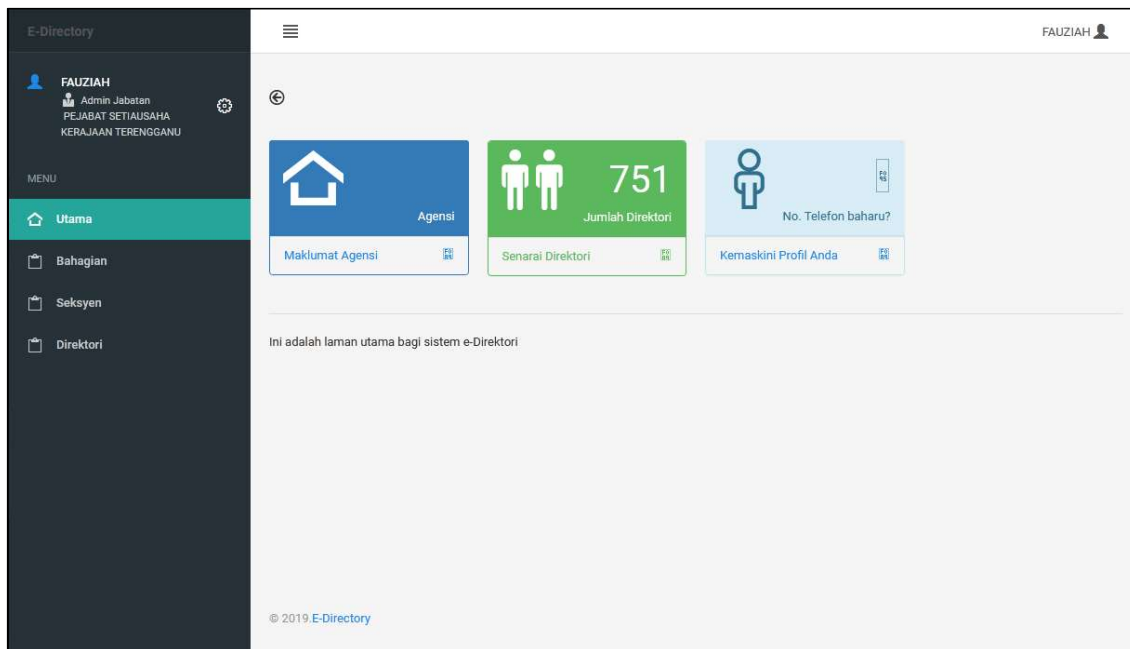 E-Directory
FAUZIAH
FAUZIAH
Admin Jabatan
PEJABAT SETIAUSAHA
KERAJAAN TERENGGANU
MENU
Utama
Bahagian
Seksyen
Direktori
Agensi
Maklumat Agensi
751
Jumlah Direktori
Senarai Direktori
No. Telefon baharu?
Kemaskini Profil Anda
Ini adalah laman utama bagi sistem e-Direktori
© 2019.E-Directory